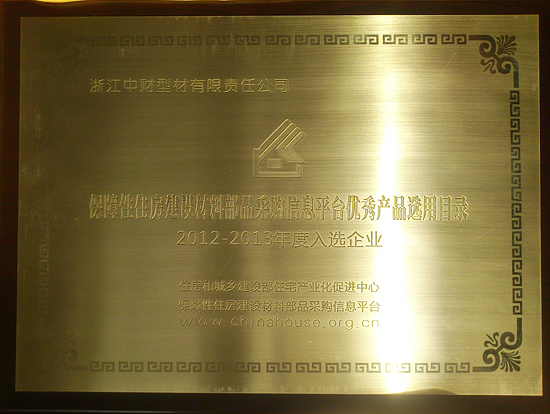 浙江中财型材有限责任公司
保障性住房建设材料部品采购信息平台优秀产品选用目录
2012-2013年度入选企业
住房和城乡建设部住宅产业化促进中心
保障性住房建设材料部品采购信息平台
www.chinahouse.org.cn